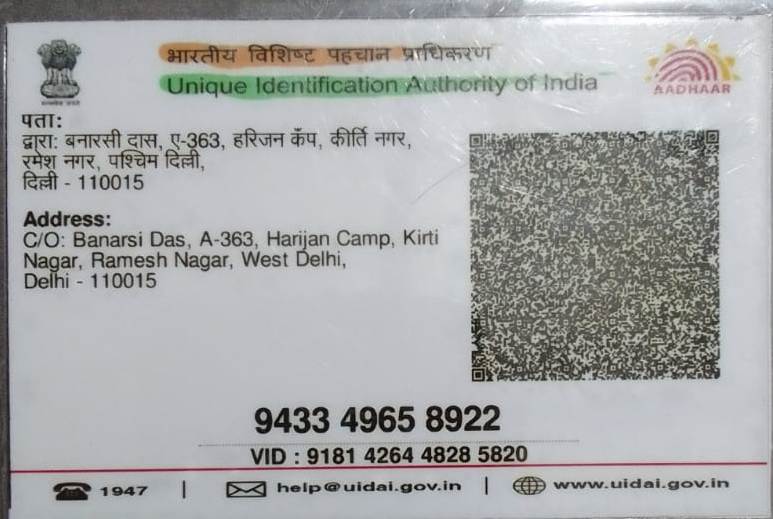 भारतीय विशिष्ट पहचान प्राधिकरण
Unique Identification Authority of India
AADHAAR
पता:
द्वारा: बनारसी दास, ए-363, हरिजन कॅंप, कीर्ति नगर,
रमेश नगर, पश्चिम दिल्ली,
दिल्ली - 110015
Address:
C/O: Banarsi Das, A-363, Harijan Camp, Kirti
Nagar, Ramesh Nagar, West Delhi,
Delhi - 110015
9433 4965 8922
VID : 9181 4264 4828 5820
1947 | help@uidai.gov.in | www.uidai.gov.in